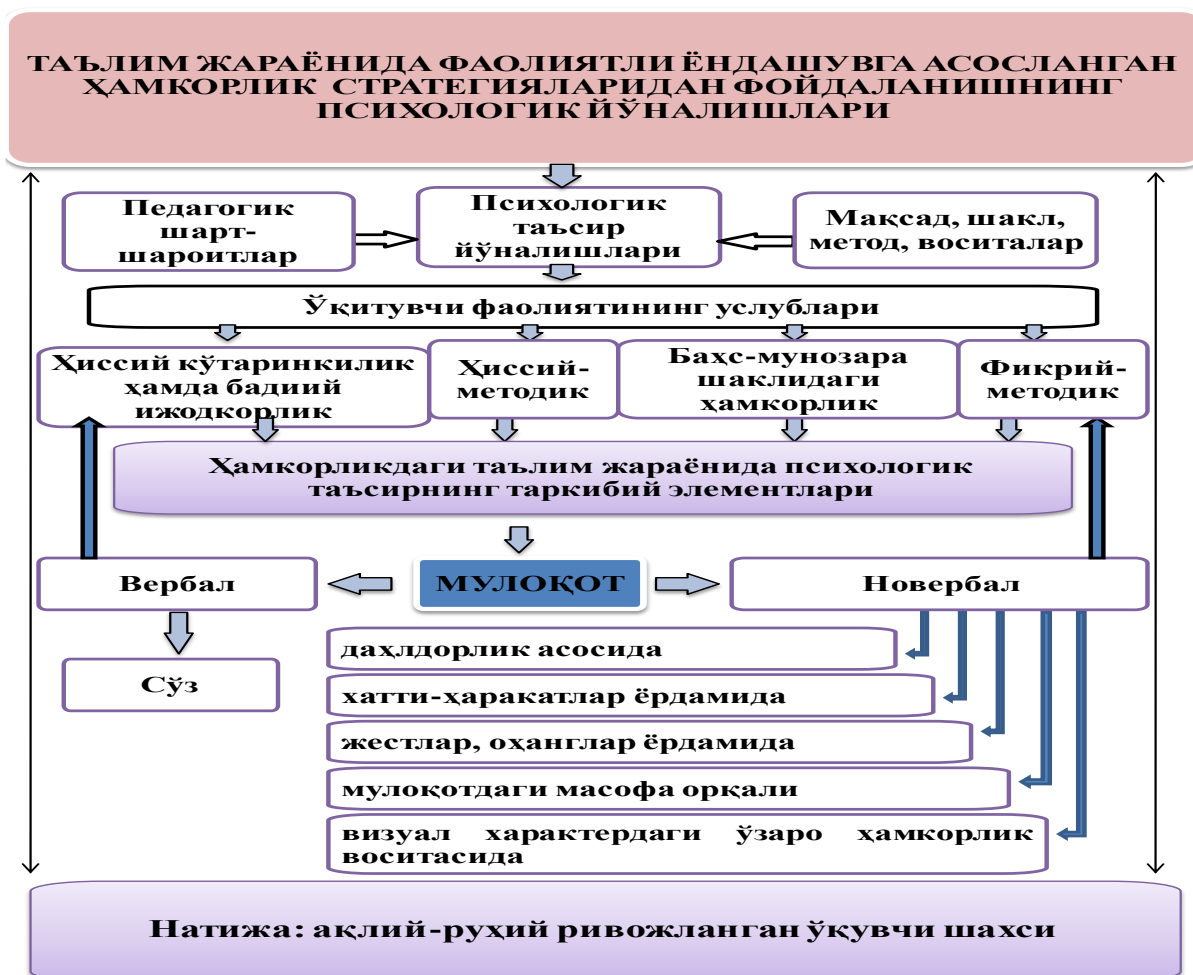 ТАЪЛИМ ЖАРАЁНИДА ФАОЛИЯТЛИ ЁНДАШУВГА АСОСЛАНГАН
ҲАМКОРЛИК СТРАТЕГИЯЛАРИДАН ФОЙДАЛАНИШНИНГ
ПСИХОЛОГИК ЙЎНАЛИШЛАРИ
Педагогик
шарт-
шароитлар
Психологик
таъсир
йўналишлари
Мақсад, шакл,
метод, воситалар
Ўқитувчи фаолиятининг услублари
Ҳиссий кўтаринкилик
ҳамда бадиий
ижодкорлик
Ҳиссий-
методик
Баҳс-мунозара
шаклидаги
ҳамкорлик
Фикрий-
методик
Ҳамкорликдаги таълим жараёнида психологик
таъсирнинг таркибий элементлари
Вербал
МУЛОҚОТ
Новербал
Сўз
даҳлдорлик асосида
хатти-ҳаракатлар ёрдамида
жестлар, оҳанглар ёрдамида
мулоқотдаги масофа орқали
визуал характердаги ўзаро ҳамкорлик
воситасида
Натижа: ақлий-руҳий ривожланган ўқувчи шахси